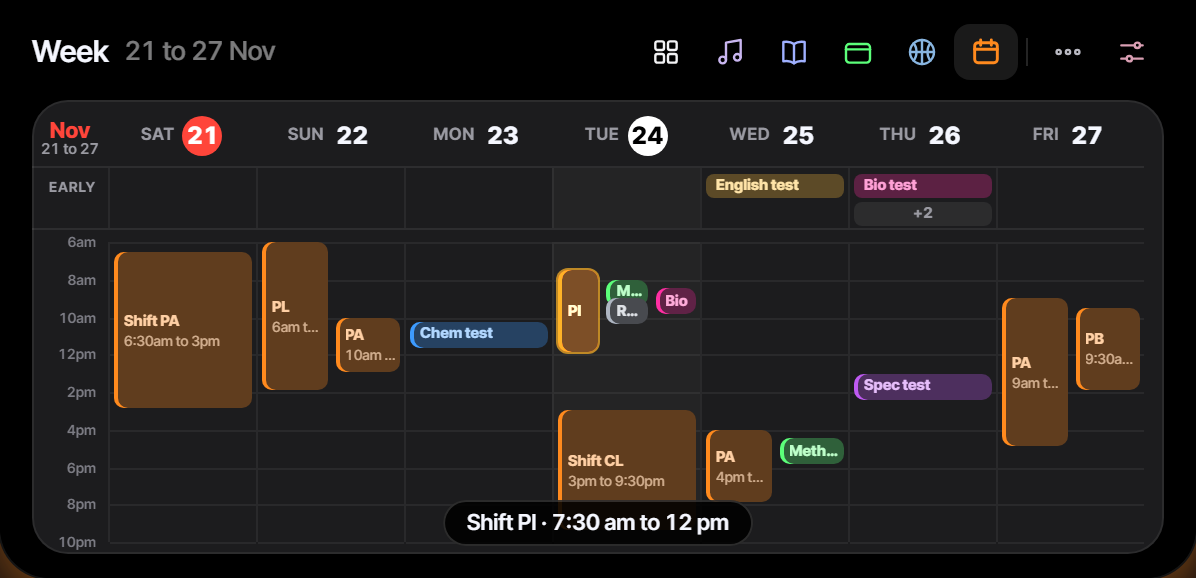 Week 21 to 27 Nov
Nov
21 to 27
SAT 21
SUN 22
MON 23
TUE 24
WED 25
THU 26
FRI 27
EARLY
English test
Bio test
+2
6am
8am
10am
12pm
2pm
4pm
6pm
8pm
10pm
Shift PA
6:30am to 3pm
PL
6am t...
PA
10am ...
Chem test
PI
M...
R...
Bio
Shift CL
3pm to 9:30pm
PA
4pm t...
Meth...
Spec test
PA
9am t...
PB
9:30a...
Shift PI · 7:30 am to 12 pm